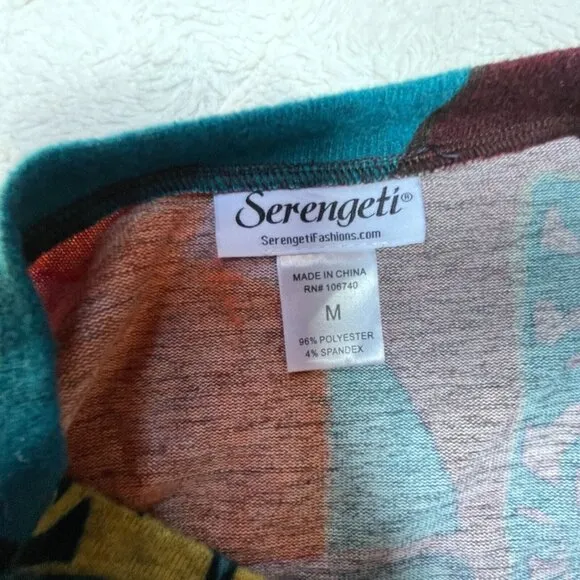 Serengeti®
SerengetiFashions.com
MADE IN CHINA
RN# 106740
M
96% POLYESTER
4% SPANDEX